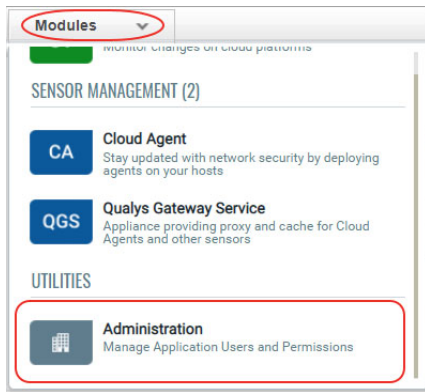 Modules
Monitor changes on cloud platforms
SENSOR MANAGEMENT (2)
CA
Cloud Agent
Stay updated with network security by deploying
agents on your hosts
QGS
Qualys Gateway Service
Appliance providing proxy and cache for Cloud
Agents and other sensors
UTILITIES
Administration
Manage Application Users and Permissions